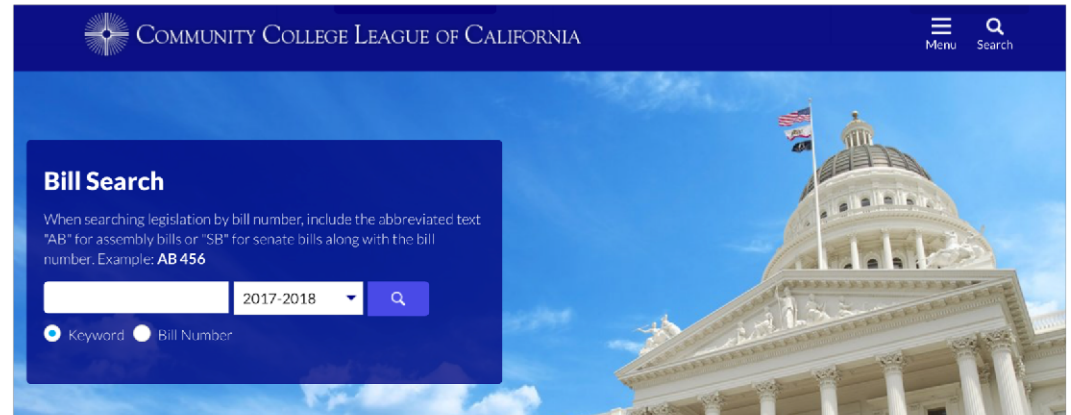 COMMUNITY COLLEGE LEAGUE OF CALIFORNIA
Menu
Search
Bill Search
When searching legislation by bill number, include the abbreviated text
"AB" for assembly bills or "SB" for senate bills along with the bill
number. Example: AB 456
2017-2018
Keyword
Bill Number